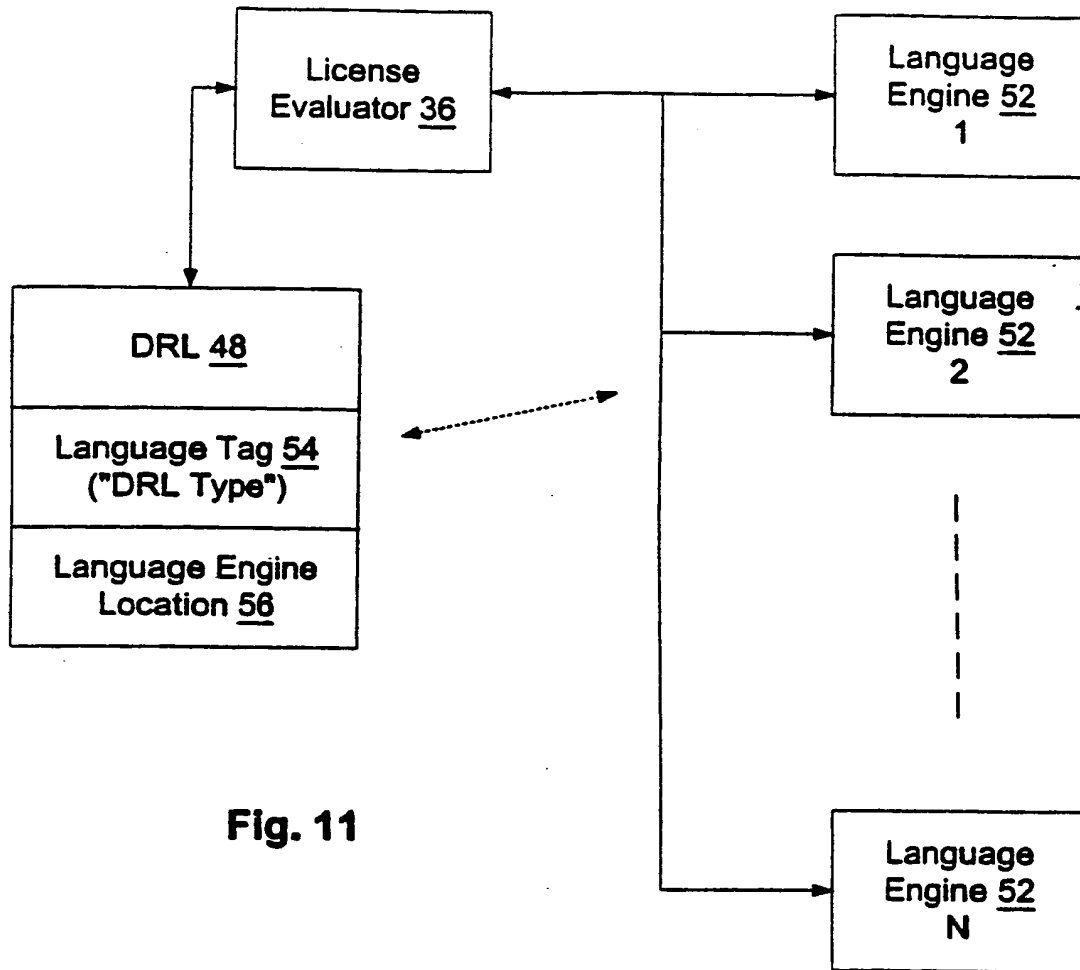 License
Evaluator 36
Language
Engine 52
1
Language
Engine 52
2
DRL 48
Language Tag 54
("DRL Type")
Language Engine
Location 56
Fig. 11
Language
Engine 52
N